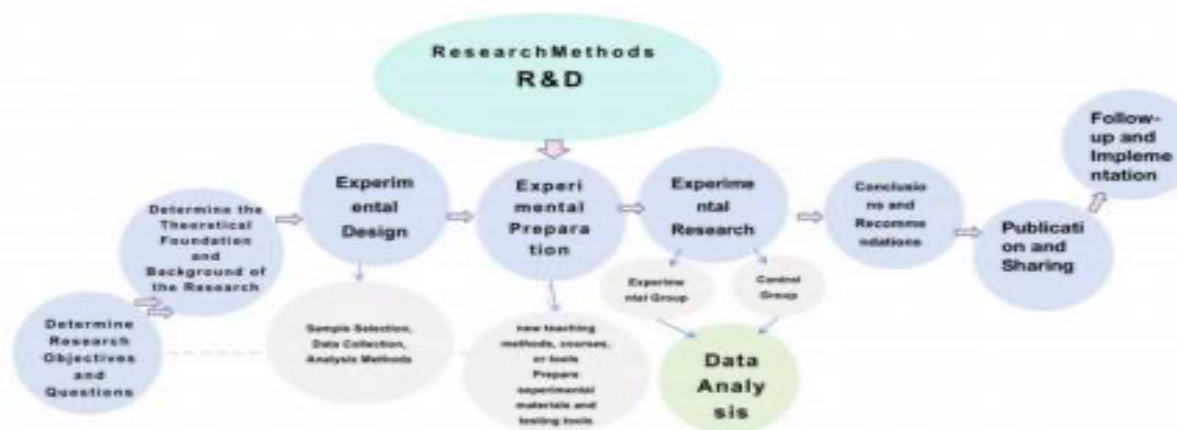 ResearchMethods
R&D
Follow-
up and
Impleme
ntation
Experim
ental
Design
Experi
mental
Prepara
tion
Experime
ntal
Research
Conclusio
ns and
Recomme
ndations
Publicati
on and
Sharing
Determine the
Theoretical
Foundation
and
Background of
the Research
Determine
Research
Objectives
and
Questions
Sample Selection,
Data Collection,
Analysis Methods
new teaching
methods, courses,
or tools
Prepare
experimental
materials and
testing tools
Experime
ntal Group
Control
Group
Data
Analy
sis